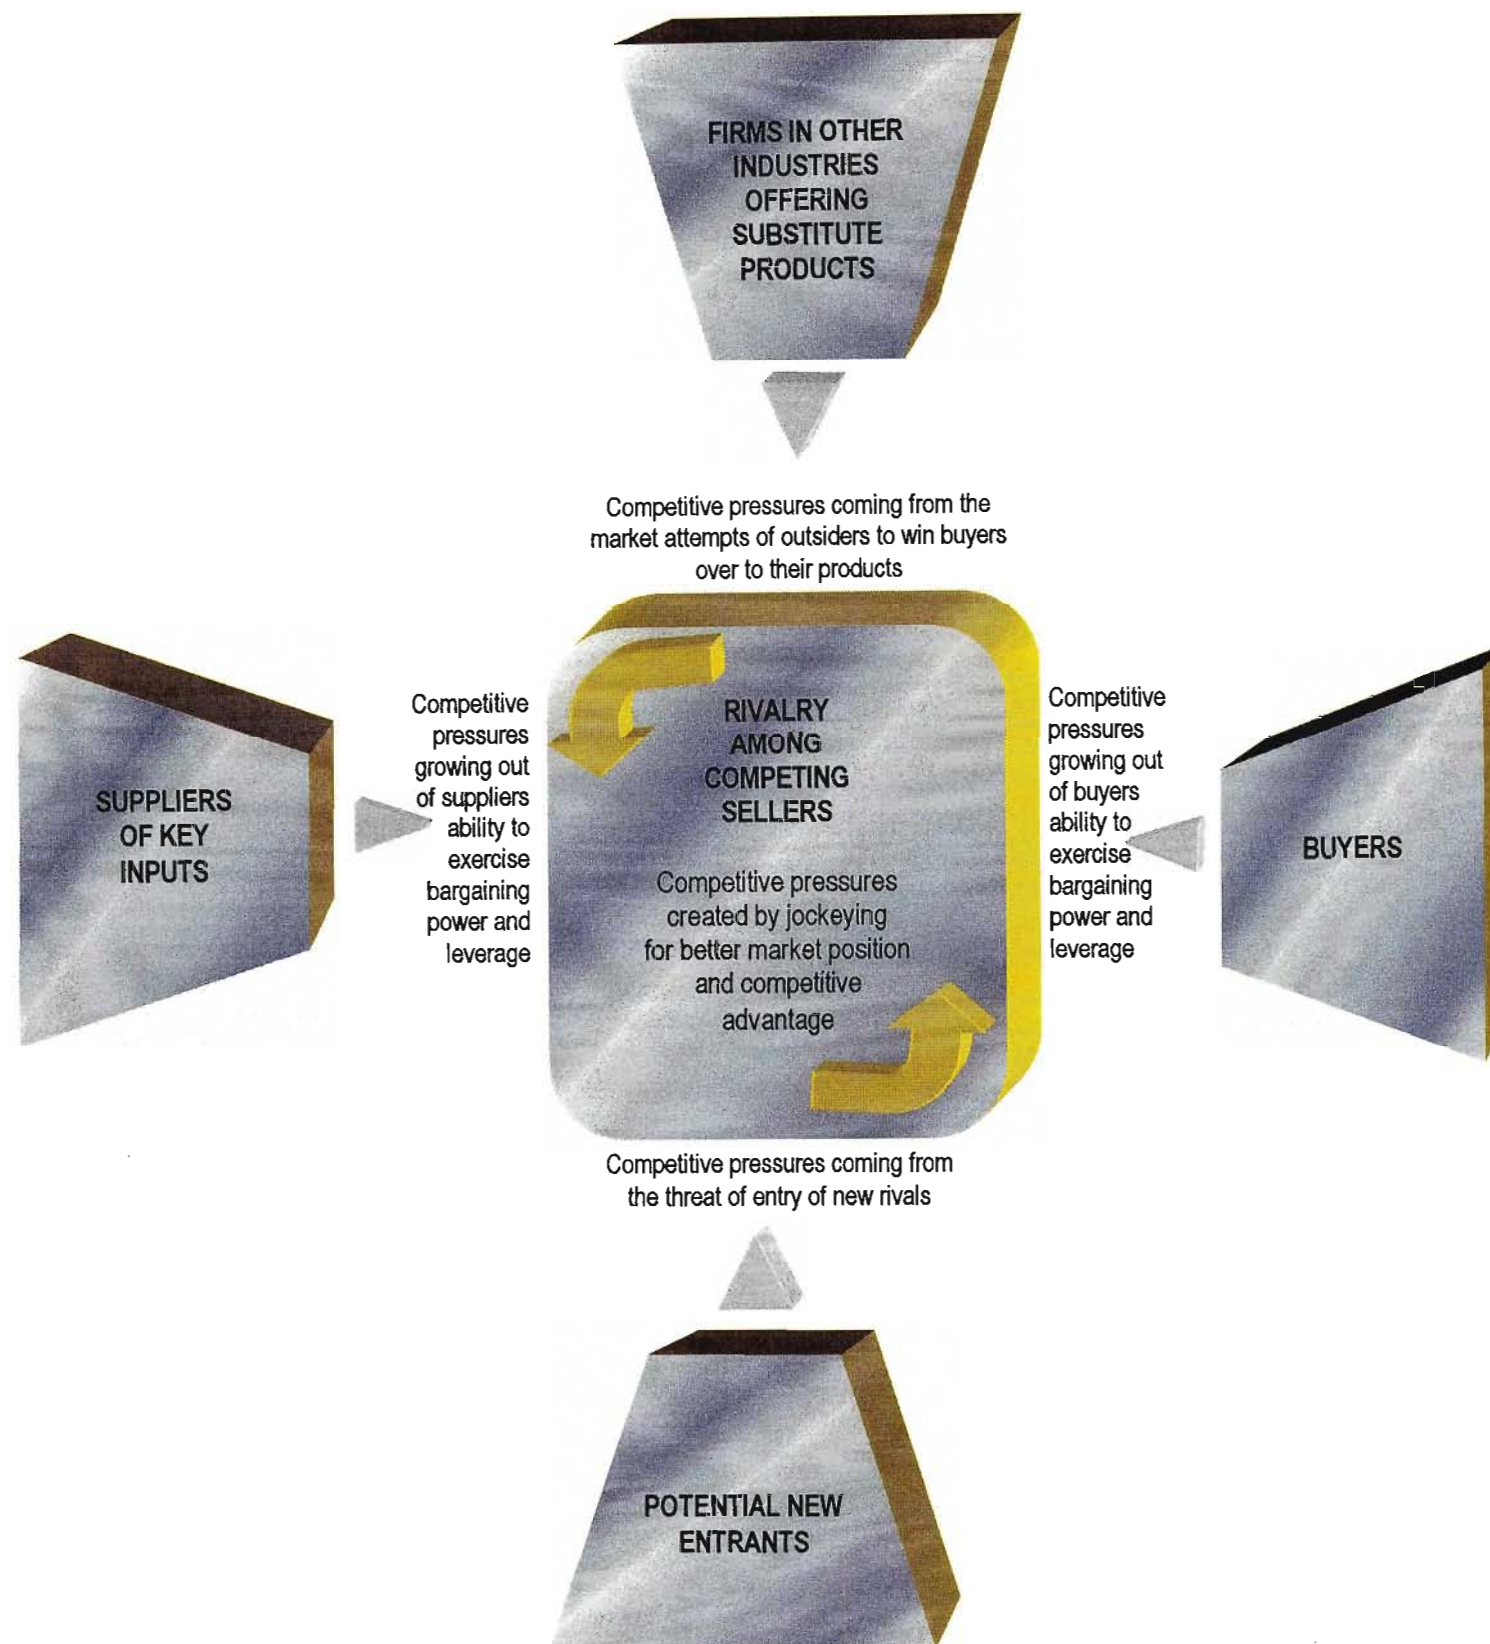 FIRMS IN OTHER
INDUSTRIES
OFFERING
SUBSTITUTE
PRODUCTS
Competitive pressures coming from the
market attempts of outsiders to win buyers
over to their products
SUPPLIERS
OF KEY
INPUTS
Competitive
pressures
growing out
of suppliers
ability to
exercise
bargaining
power and
leverage
RIVALRY
AMONG
COMPETING
SELLERS
Competitive pressures
created by jockeying
for better market position
and competitive
advantage
Competitive
pressures
growing out
of buyers
ability to
exercise
bargaining
power and
leverage
BUYERS
Competitive pressures coming from
the threat of entry of new rivals
POTENTIAL NEW
ENTRANTS